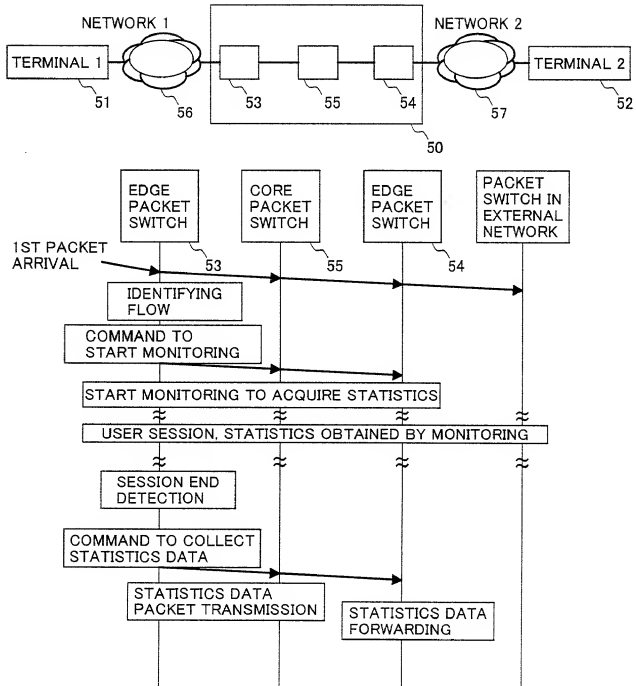 NETWORK 1
NETWORK 2
TERMINAL 1
TERMINAL 2
51
56
53
55
54
57
52
50
EDGE
PACKET
SWITCH
CORE
PACKET
SWITCH
EDGE
PACKET
SWITCH
PACKET
SWITCH IN
EXTERNAL
NETWORK
53
55
54
1ST PACKET
ARRIVAL
IDENTIFYING
FLOW
COMMAND TO
START MONITORING
START MONITORING TO ACQUIRE STATISTICS
USER SESSION, STATISTICS OBTAINED BY MONITORING
SESSION END
DETECTION
COMMAND TO COLLECT
STATISTICS DATA
STATISTICS DATA
PACKET TRANSMISSION
STATISTICS DATA
FORWARDING